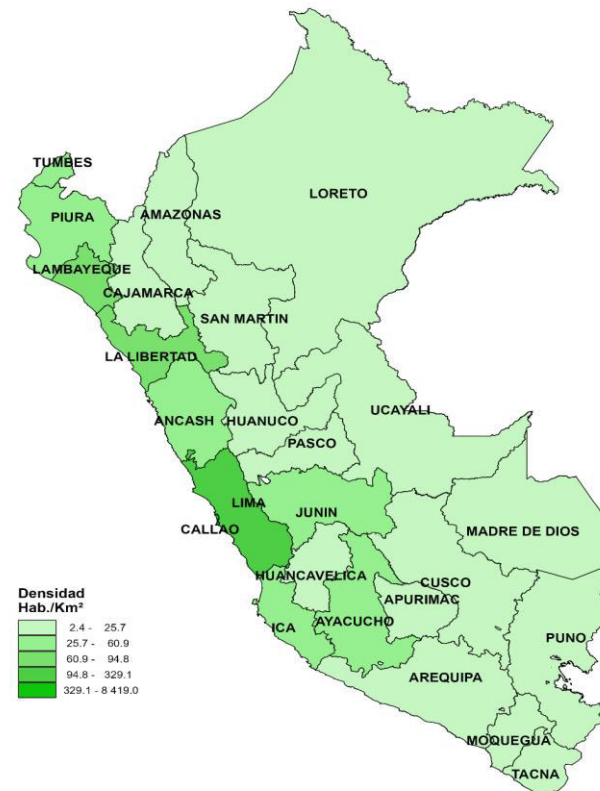 TUMBES
PIURA
AMAZONAS
LORETO
LAMBAYEQUE
CAJAMARCA
SAN MARTIN
LA LIBERTAD
ANCASH
HUANUCO
UCAYALI
PASCO
LIMA
JUNIN
CALLAO
MADRE DE DIOS
HUANCAVELICA
CUSCO
APURIMAC
ICA
AYACUCHO
PUNO
AREQUIPA
MOQUEGUA
TACNA
Densidad
Hab./Km²
2.4 - 25.7
25.7 - 60.9
60.9 - 94.8
94.8 - 329.1
329.1 - 8 419.0